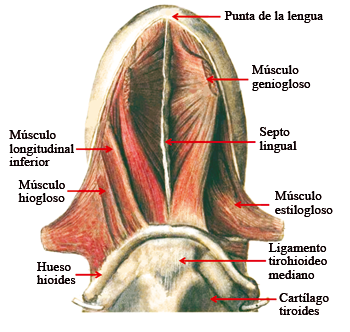 Punta de la lengua
Músculo
geniogloso
Músculo
longitudinal
inferior
Septo
lingual
Músculo
hiogloso
Músculo
estilogloso
Hueso
hioides
Ligamento
tirohioideo
mediano
Cartílago
tiroides